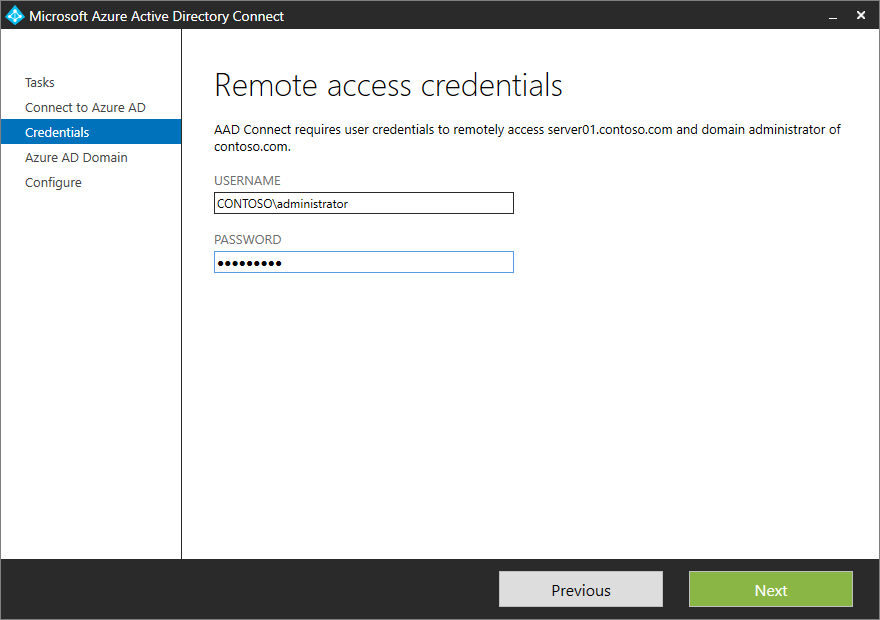 Microsoft Azure Active Directory Connect
Tasks
Connect to Azure AD
Credentials
Azure AD Domain
Configure
Remote access credentials
AAD Connect requires user credentials to remotely access server01.contoso.com and domain administrator of
contoso.com.
USERNAME
CONTOSO\administrator
PASSWORD
●●●●●●●●●
Previous
Next